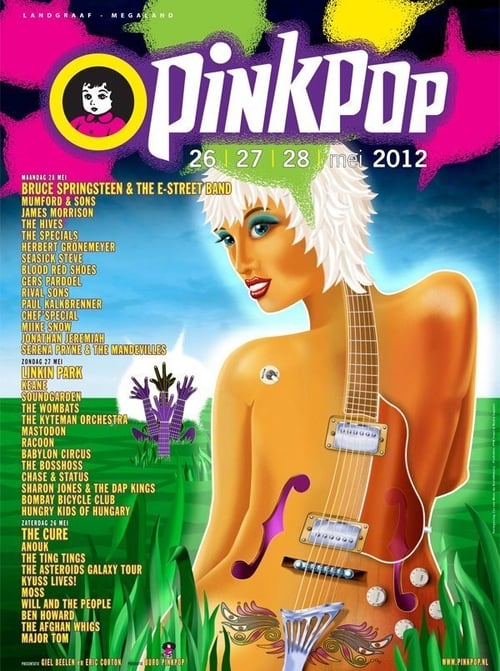 LANDGRAAF - MEGALAND
PINKPOP
26 | 27 | 28 | mei 2012
MAANDAG 28 MEI
BRUCE SPRINGSTEEN & THE E-STREET BAND
MUMFORD & SONS
JAMES MORRISON
THE HIVES
THE SPECIALS
HERBERT GRÖNEMEYER
SEASICK STEVE
BLOOD RED SHOES
GERS PARDOEL
RIVAL SONS
PAUL KALKBRENNER
CHEF'SPECIAL
MIIKE SNOW
JONATHAN JEREMIAH
SERENA PRYNE & THE MANDEVILLES
ZONDAG 27 MEI
LINKIN PARK
KEANE
SOUNDGARDEN
THE WOMBATS
THE KYTEMAN ORCHESTRA
MASTODON
RACOON
BABYLON CIRCUS
THE BOSSHOSS
CHASE & STATUS
SHARON JONES & THE DAP KINGS
BOMBAY BICYCLE CLUB
HUNGRY KIDS OF HUNGARY
ZATERDAG 26 MEI
THE CURE
ANOUK
THE TING TINGS
THE ASTEROIDS GALAXY TOUR
KYUSS LIVES!
MOSS
WILL AND THE PEOPLE
BEN HOWARD
THE AFGHAN WHIGS
MAJOR TOM
PRESENTATIE GIEL BEELEN EN ERIC CORTON
BURO PINKPOP
WWW.PINKPOP.NL